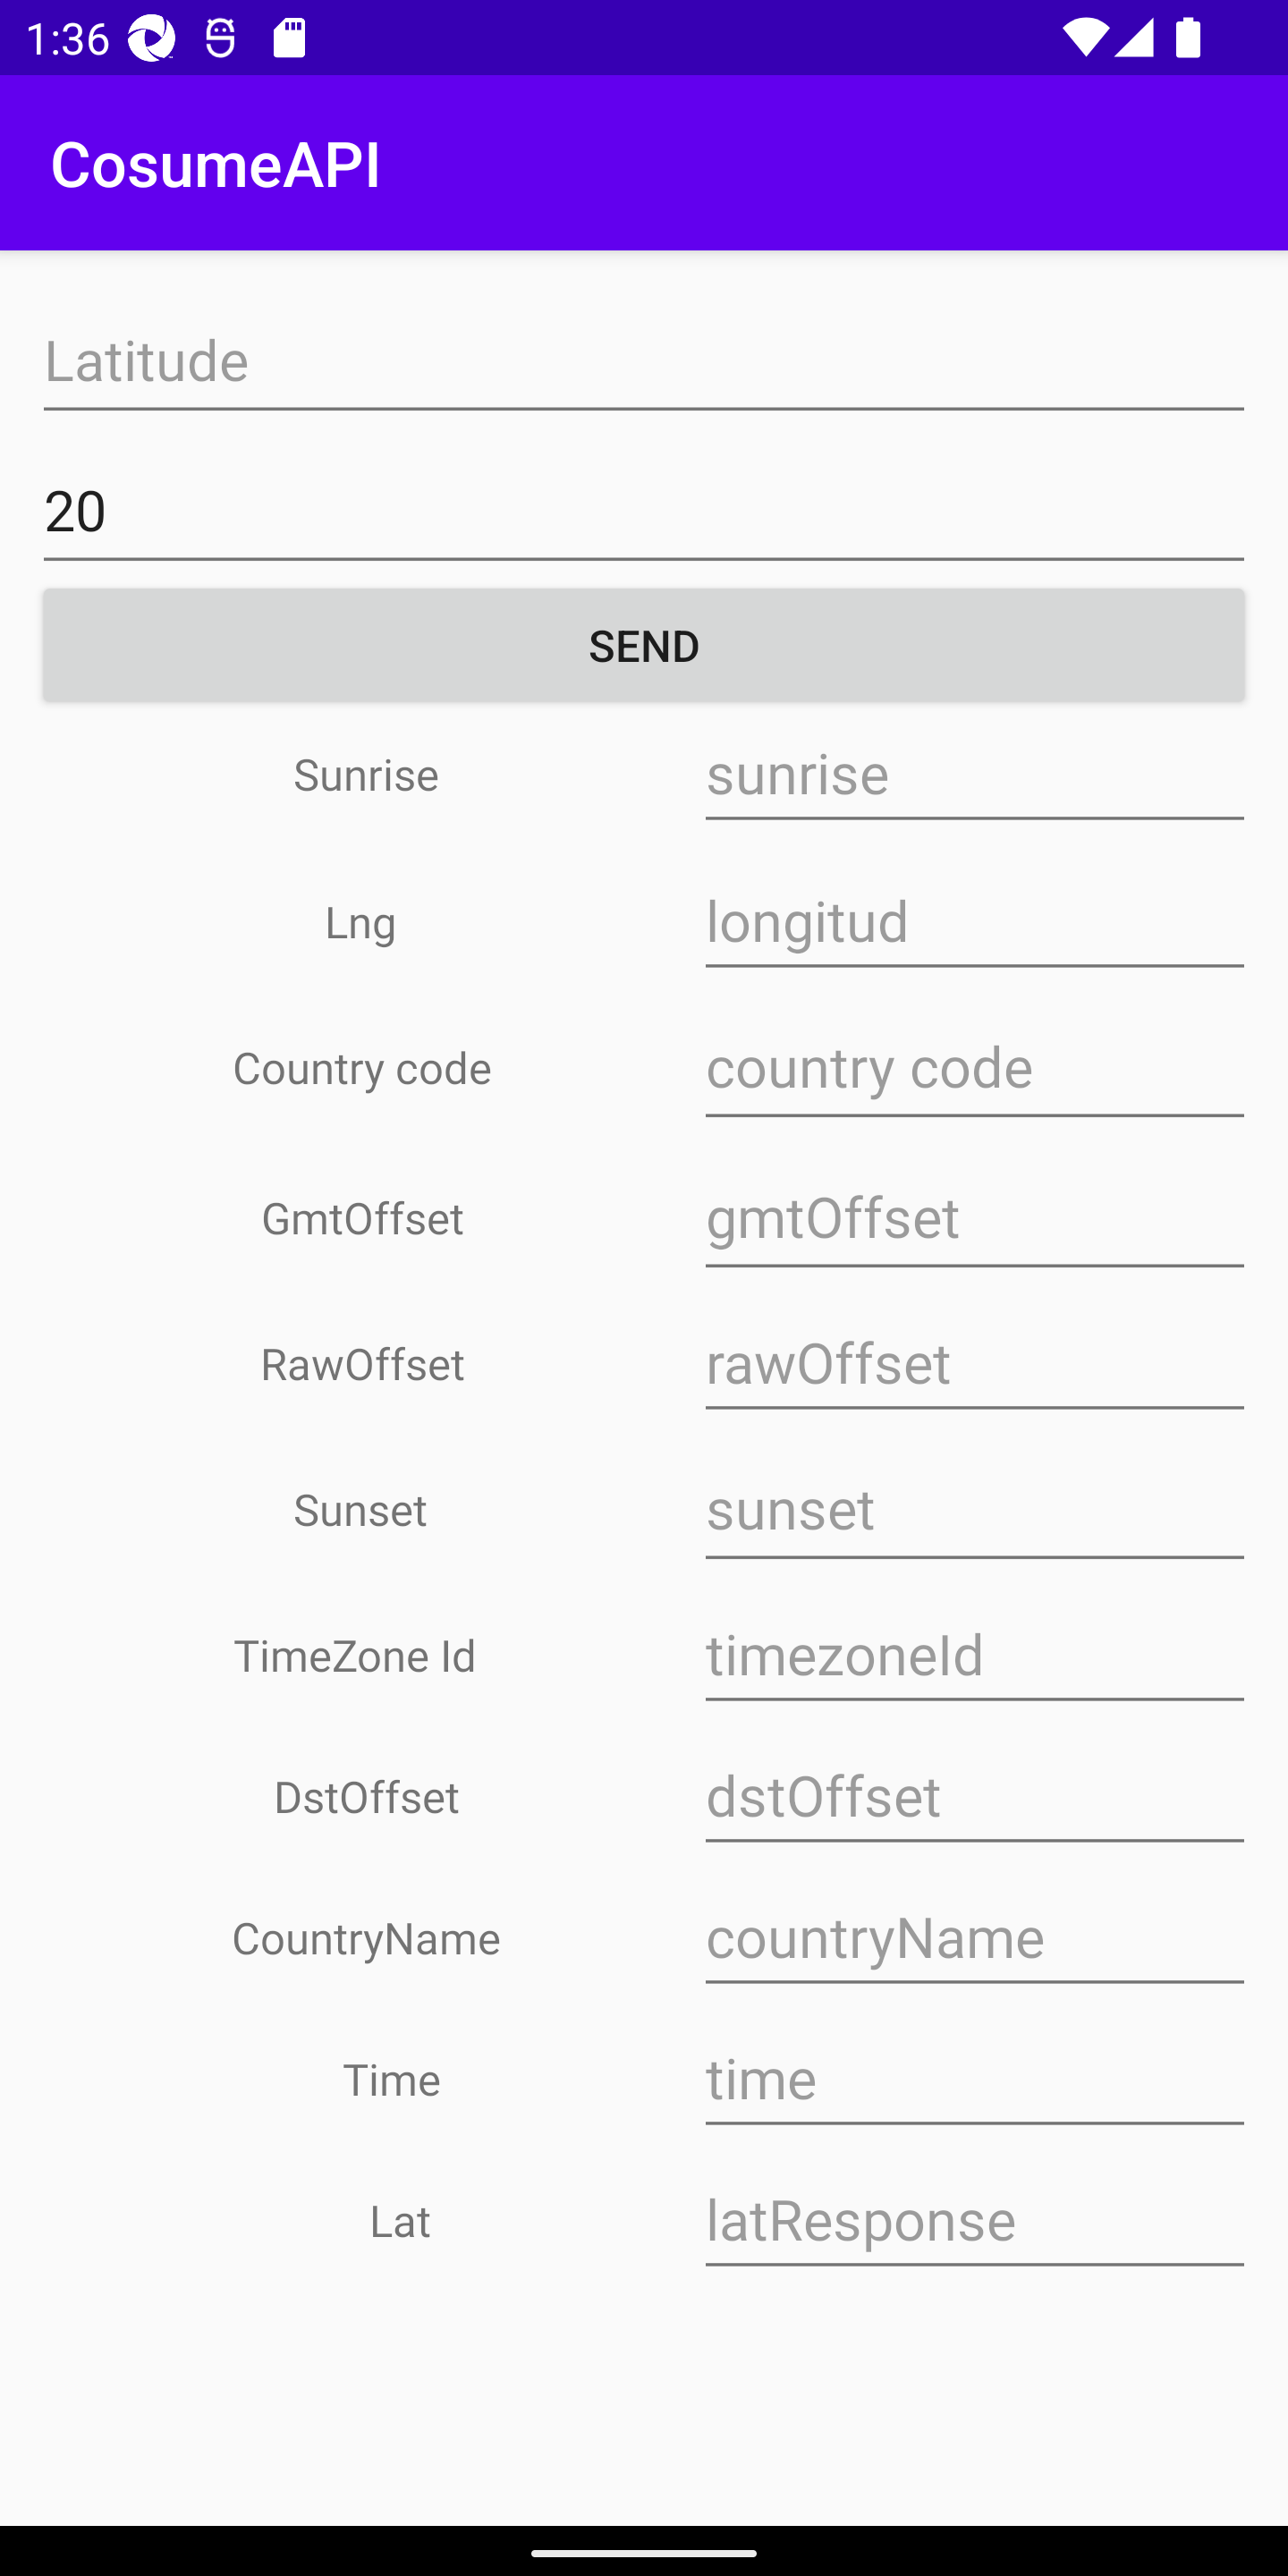 1:36
CosumeAPI
Latitude
20
SEND
Sunrise sunrise
Lng longitud
Country code country code
GmtOffset gmtOffset
RawOffset rawOffset
Sunset sunset
TimeZone Id timezoneId
DstOffset dstOffset
CountryName countryName
Time time
Lat latResponse